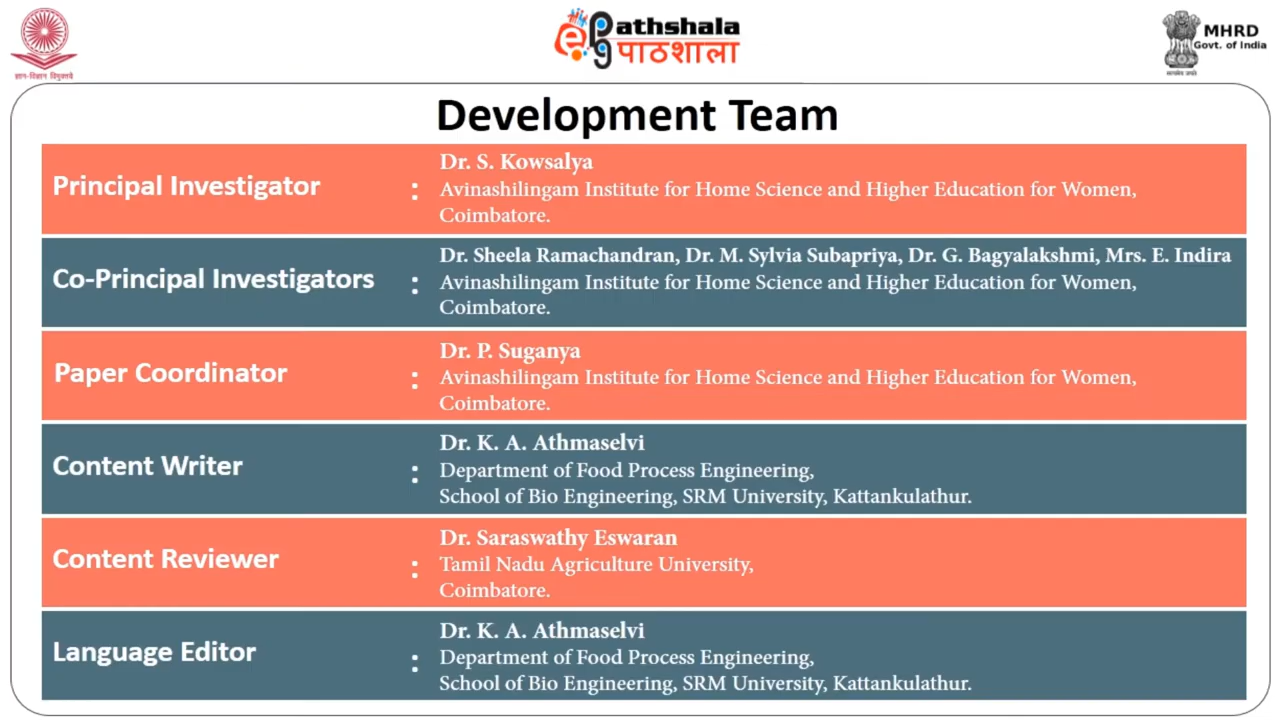 ज्ञान-विज्ञान विमुक्तये
ePathshala
पाठशाला
MHRD
Govt. of India
सत्यमेव जयते
Development Team
Principal Investigator :
Dr. S. Kowsalya
Avinashilingam Institute for Home Science and Higher Education for Women,
Coimbatore.
Co-Principal Investigators :
Dr. Sheela Ramachandran, Dr. M. Sylvia Subapriya, Dr. G. Bagyalakshmi, Mrs. E. Indira
Avinashilingam Institute for Home Science and Higher Education for Women,
Coimbatore.
Paper Coordinator :
Dr. P. Suganya
Avinashilingam Institute for Home Science and Higher Education for Women,
Coimbatore.
Content Writer :
Dr. K. A. Athmaselvi
Department of Food Process Engineering,
School of Bio Engineering, SRM University, Kattankulathur.
Content Reviewer :
Dr. Saraswathy Eswaran
Tamil Nadu Agriculture University,
Coimbatore.
Language Editor :
Dr. K. A. Athmaselvi
Department of Food Process Engineering,
School of Bio Engineering, SRM University, Kattankulathur.